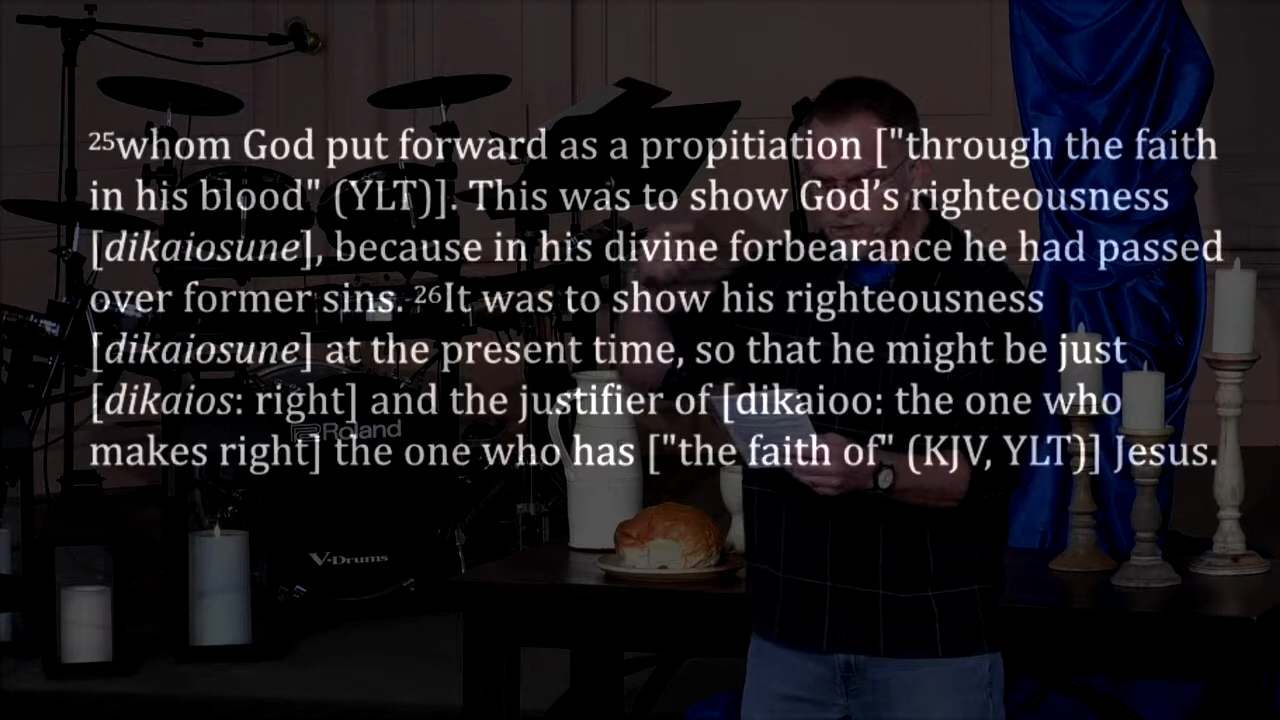 ²⁵whom God put forward as a propitiation ["through the faith
in his blood" (YLT)]. This was to show God’s righteousness
[dikaiosune], because in his divine forbearance he had passed
over former sins. ²⁶It was to show his righteousness
[dikaiosune] at the present time, so that he might be just
[dikaios: right] and the justifier of [dikaioo: the one who
makes right] the one who has ["the faith of" (KJV, YLT)] Jesus.
Roland
V-Drums